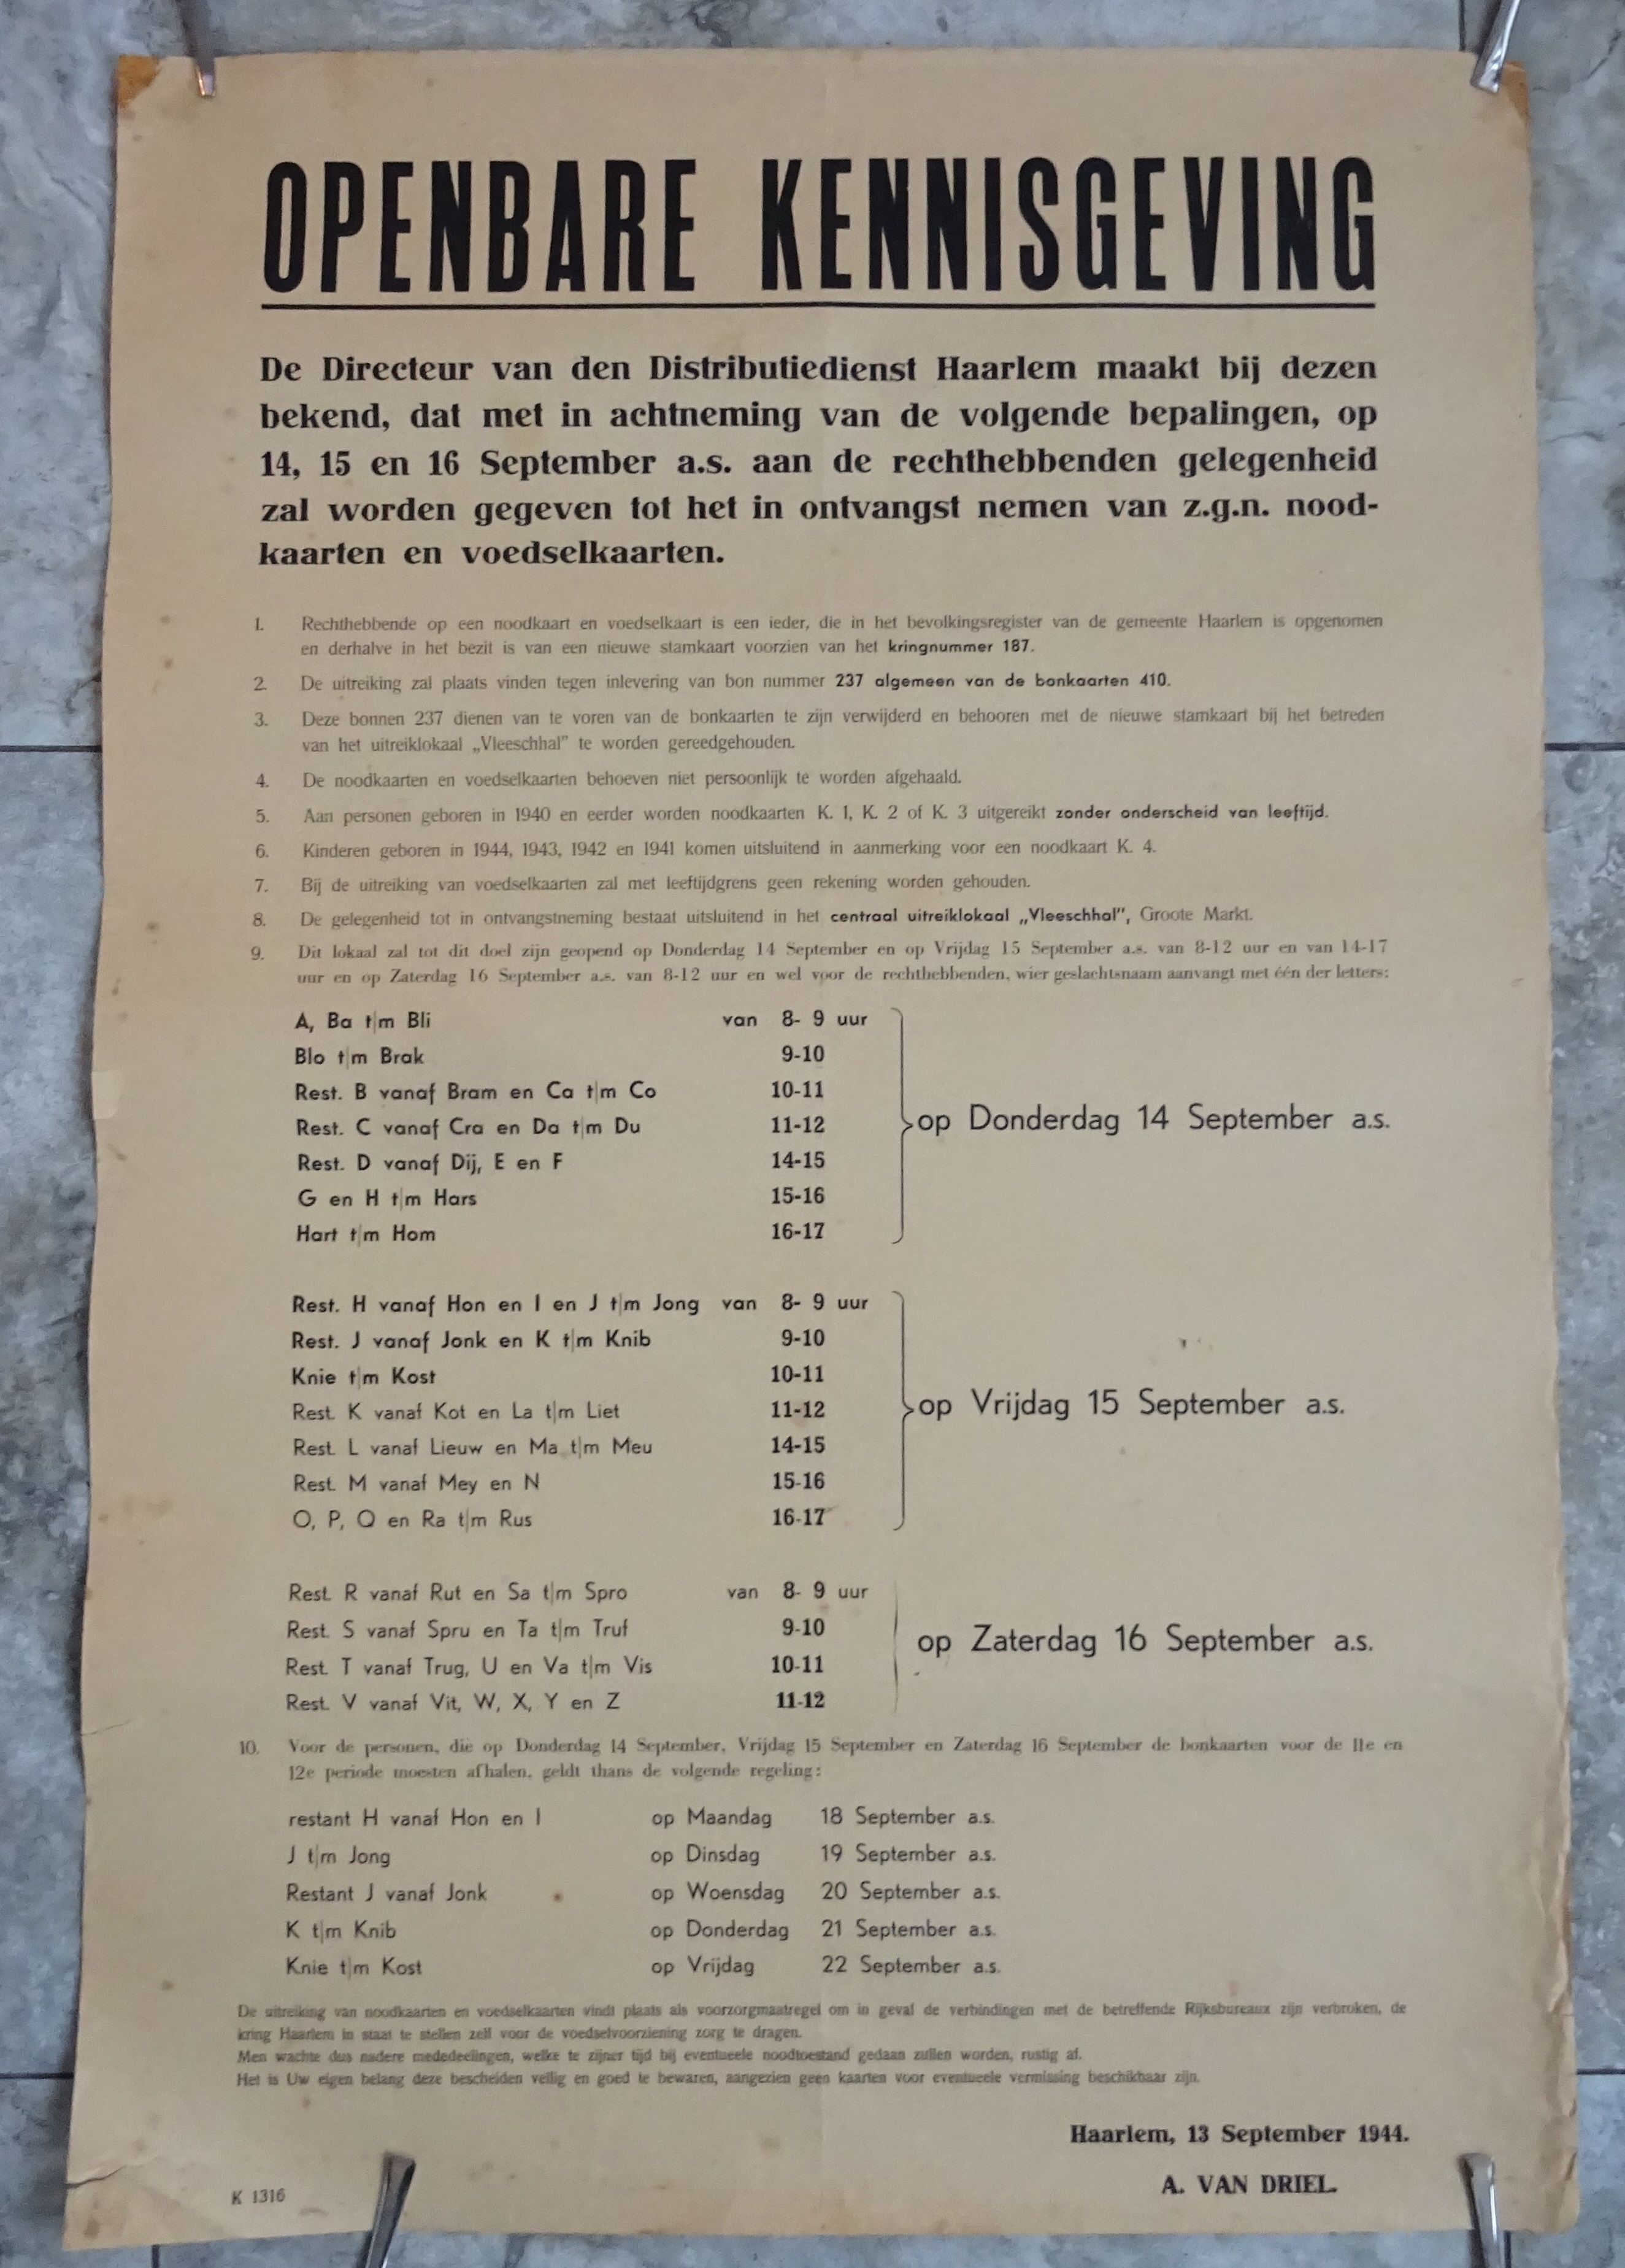 OPENBARE KENNISGEVING
De Directeur van den Distributiedienst Haarlem maakt bij dezen
bekend, dat met in achtneming van de volgende bepalingen, op
14, 15 en 16 September a.s. aan de rechthebbenden gelegenheid
zal worden gegeven tot het in ontvangst nemen van z.g.n. nood-
kaarten en voedselkaarten.
1. Rechthebbende op een noodkaart en voedselkaart is een ieder, die in het bevolkingsregister van de gemeente Haarlem is opgenomen
en derhalve in het bezit is van een nieuwe stamkaart voorzien van het kringnummer 187.
2. De uitreiking zal plaats vinden tegen inlevering van bon nummer 237 algemeen van de bonkaarten 410.
3. Deze bonnen 237 dienen van te voren van de bonkaarten te zijn verwijderd en behooren met de nieuwe stamkaart bij het betreden
van het uitreiklokaal „Vleeschhal” te worden gereedgehouden.
4. De noodkaarten en voedselkaarten behoeven niet persoonlijk te worden afgehaald.
5. Aan personen geboren in 1940 en eerder worden noodkaarten K. 1, K. 2 of K. 3 uitgereikt zonder onderscheid van leeftijd.
6. Kinderen geboren in 1944, 1943, 1942 en 1941 komen uitsluitend in aanmerking voor een noodkaart K. 4.
7. Bij de uitreiking van voedselkaarten zal met leeftijdgrens geen rekening worden gehouden.
8. De gelegenheid tot in ontvangstneming bestaat uitsluitend in het centraal uitreiklokaal „Vleeschhal”, Groote Markt.
9. Dit lokaal zal tot dit doel zijn geopend op Donderdag 14 September en op Vrijdag 15 September a.s. van 8-12 uur en van 14-17
uur en op Zaterdag 16 September a.s. van 8-12 uur en wel voor de rechthebbenden, wier geslachtsnaam aanvangt met één der letters:
A, Ba t|m Bli van 8- 9 uur
Blo t|m Brak 9-10
Rest. B vanaf Bram en Ca t|m Co 10-11
Rest. C vanaf Cra en Da t|m Du 11-12 op Donderdag 14 September a.s.
Rest. D vanaf Dij, E en F 14-15
G en H t|m Hars 15-16
Hart t|m Hom 16-17
Rest. H vanaf Hon en I en J t|m Jong van 8- 9 uur
Rest. J vanaf Jonk en K t|m Knib 9-10
Knie t|m Kost 10-11
Rest. K vanaf Kot en La t|m Liet 11-12 op Vrijdag 15 September a.s.
Rest. L vanaf Lieuw en Ma t|m Meu 14-15
Rest. M vanaf Mey en N 15-16
O, P, Q en Ra t|m Rus 16-17
Rest. R vanaf Rut en Sa t|m Spro van 8- 9 uur
Rest. S vanaf Spru en Ta t|m Truf 9-10 op Zaterdag 16 September a.s.
Rest. T vanaf Trug, U en Va t|m Vis 10-11
Rest. V vanaf Vit, W, X, Y en Z 11-12
10. Voor de personen, die op Donderdag 14 September, Vrijdag 15 September en Zaterdag 16 September de bonkaarten voor de 11e en
12e periode moesten afhalen, geldt thans de volgende regeling:
restant H vanaf Hon en I op Maandag 18 September a.s.
J t|m Jong op Dinsdag 19 September a.s.
Restant J vanaf Jonk op Woensdag 20 September a.s.
K t|m Knib op Donderdag 21 September a.s.
Knie t|m Kost op Vrijdag 22 September a.s.
De uitreiking van noodkaarten en voedselkaarten vindt plaats als voorzorgmaatregel om in geval de verbindingen met de betreffende Rijksbureaux zijn verbroken, de
kring Haarlem in staat te stellen zelf voor de voedselvoorziening zorg te dragen.
Men wachte dus nadere mededeelingen, welke te zijner tijd bij eventueele noodtoestand gedaan zullen worden, rustig af.
Het is Uw eigen belang deze bescheiden veilig en goed te bewaren, aangezien geen kaarten voor eventueele vermissing beschikbaar zijn.
Haarlem, 13 September 1944.
A. VAN DRIEL.
K 1316